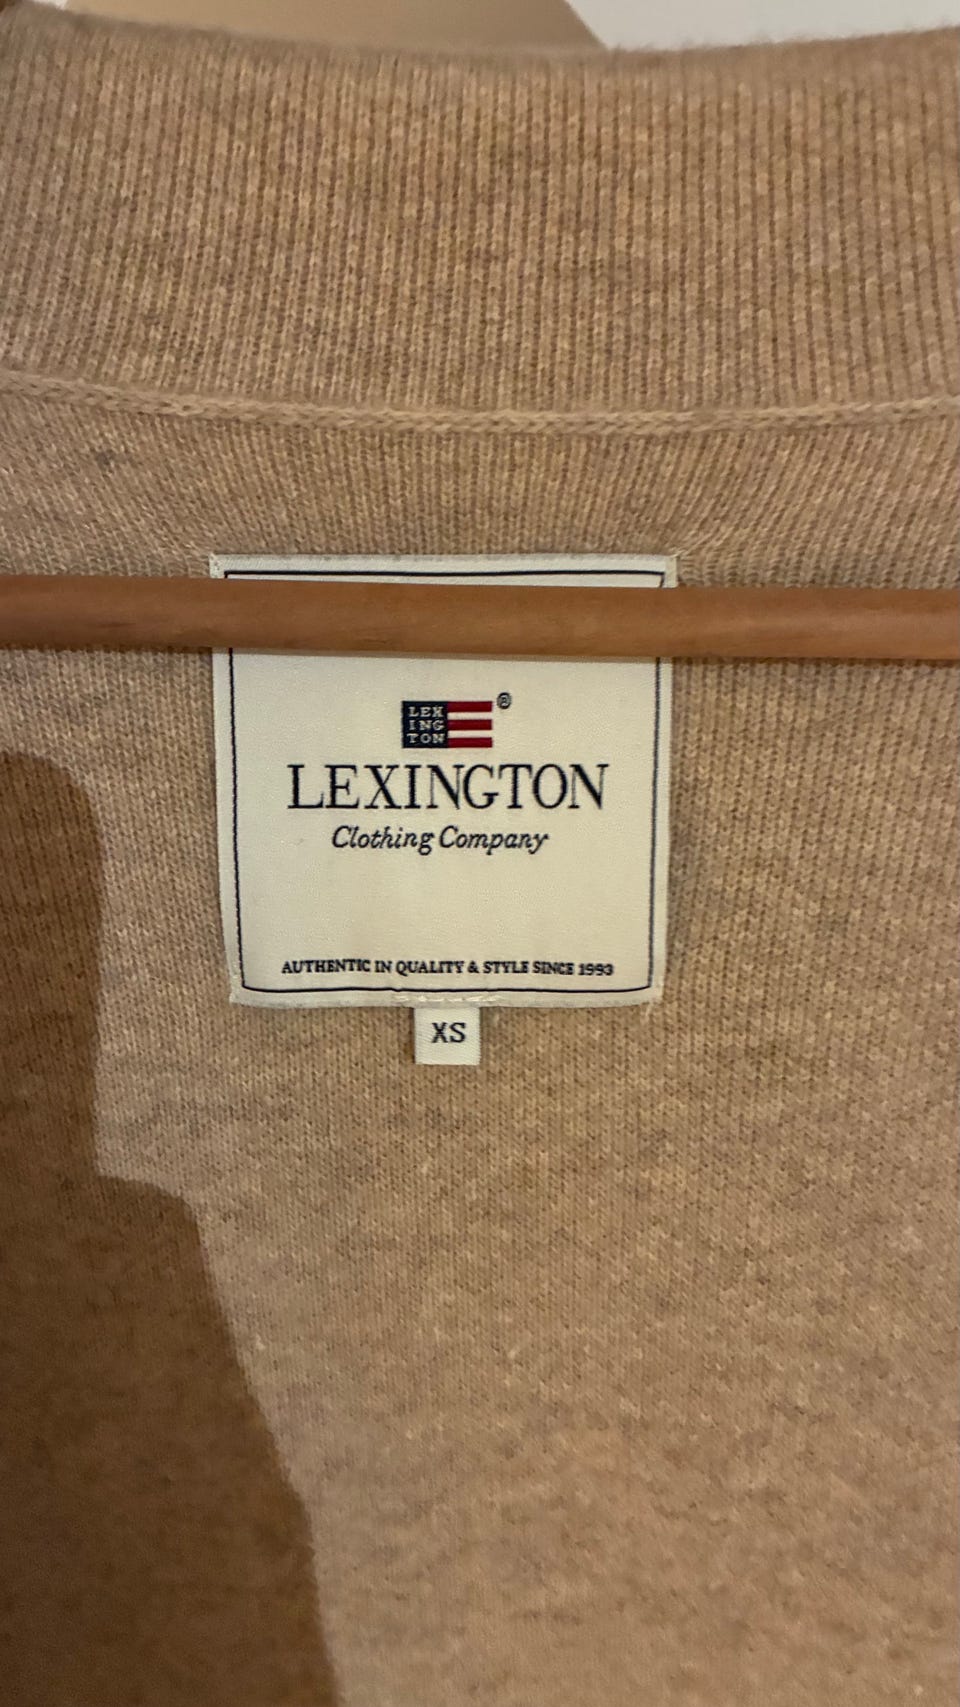 LEX
ING
TON
®
LEXINGTON
Clothing Company
AUTHENTIC IN QUALITY & STYLE SINCE 1993
XS